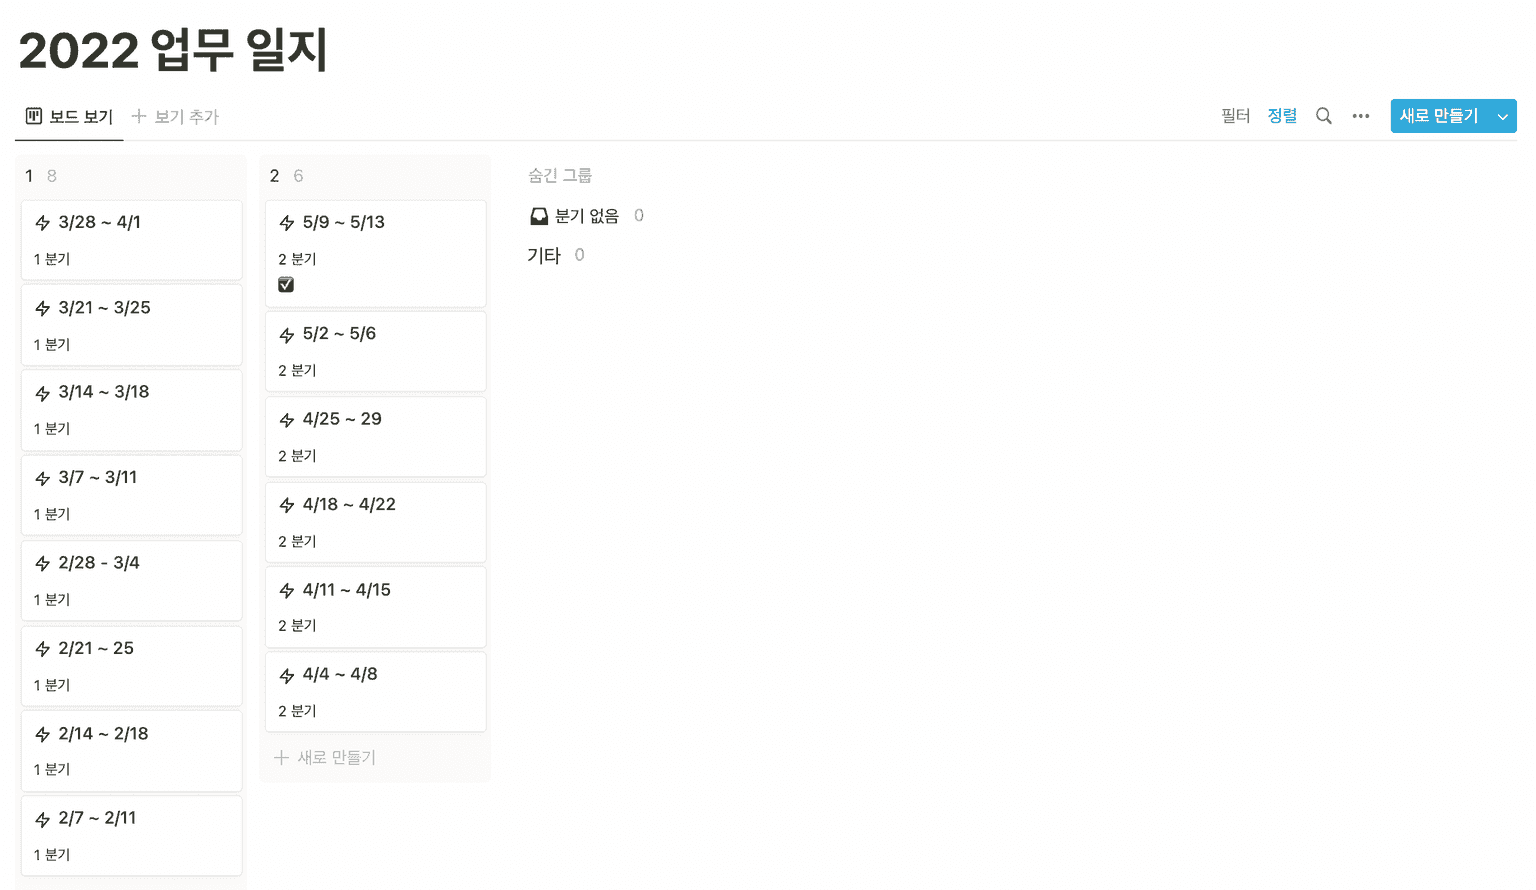 2022 업무 일지
보드 보기 + 보기 추가 필터 정렬 ••• 새로 만들기
1 8
3/28 ~ 4/1
1 분기
3/21 ~ 3/25
1 분기
3/14 ~ 3/18
1 분기
3/7 ~ 3/11
1 분기
2/28 - 3/4
1 분기
2/21 ~ 25
1 분기
2/14 ~ 2/18
1 분기
2/7 ~ 2/11
1 분기
2 6
5/9 ~ 5/13
2 분기
5/2 ~ 5/6
2 분기
4/25 ~ 29
2 분기
4/18 ~ 4/22
2 분기
4/11 ~ 4/15
2 분기
4/4 ~ 4/8
2 분기
+ 새로 만들기
숨긴 그룹
분기 없음 0
기타 0